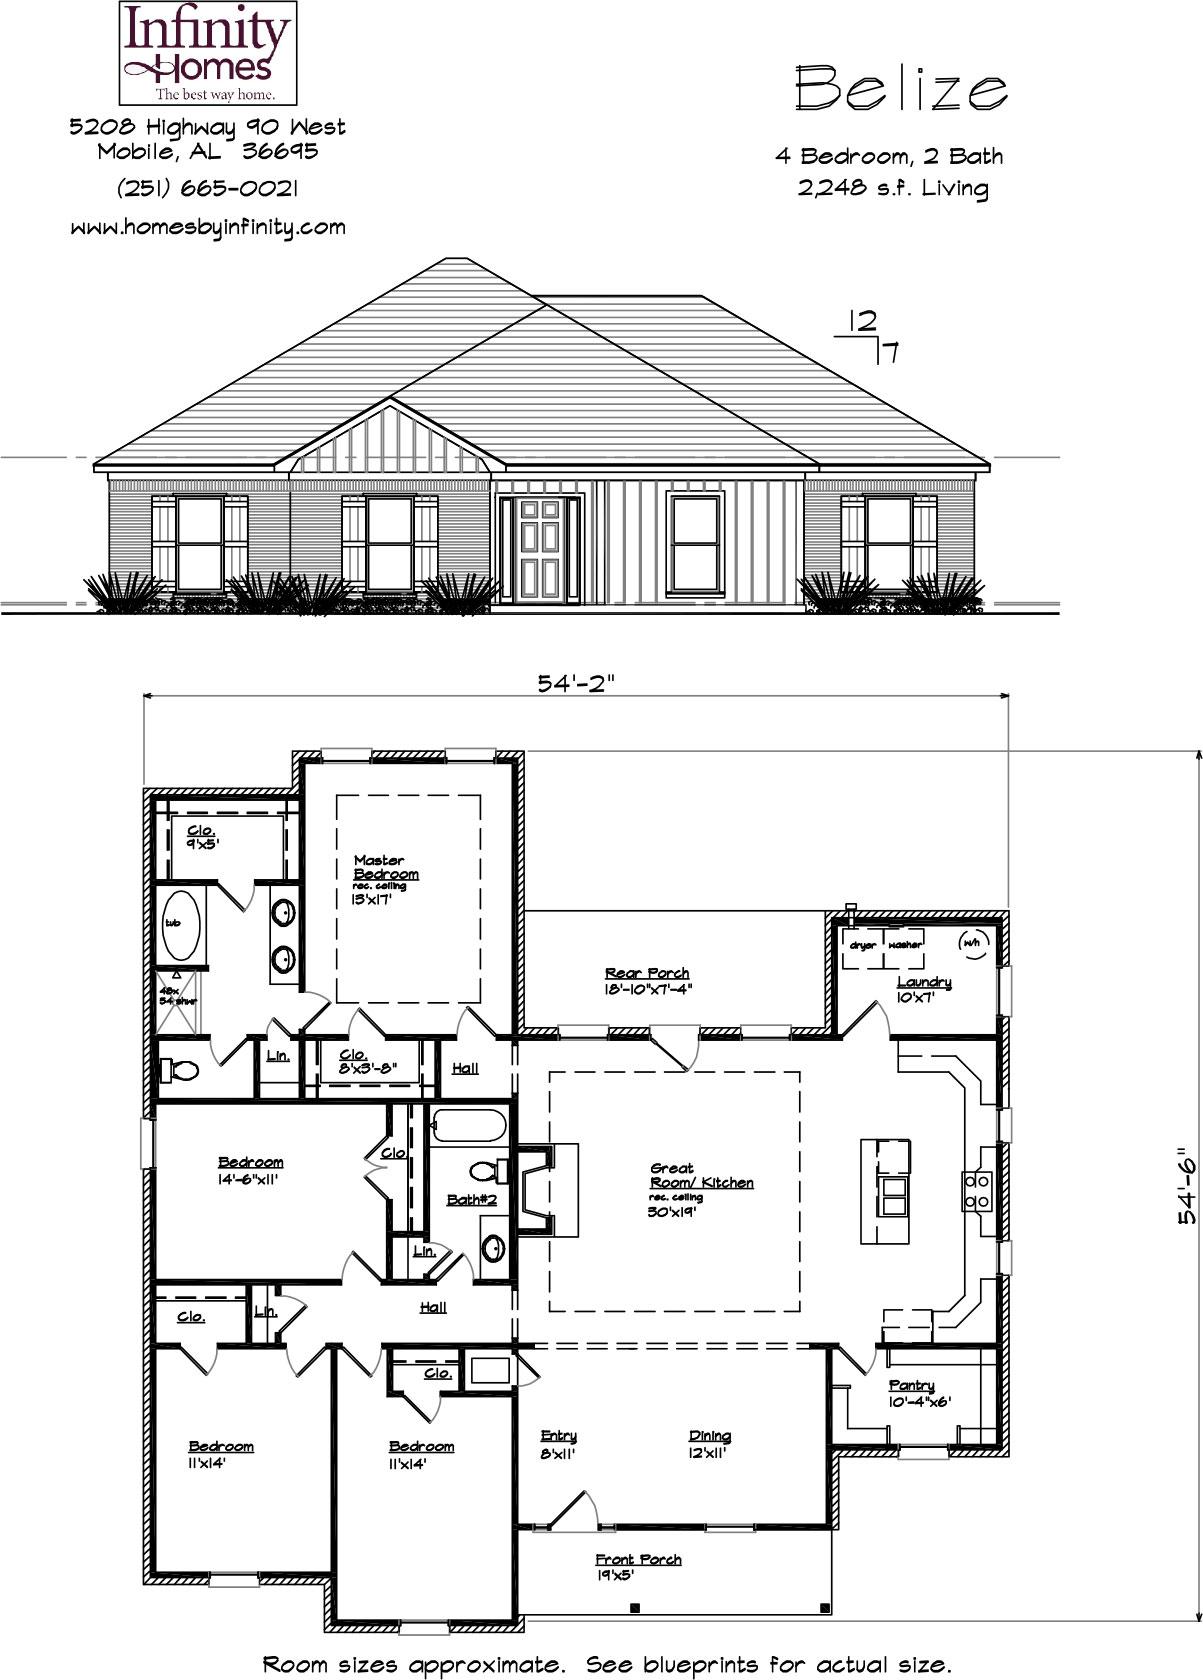 Infinity
Homes
The best way home.
5208 Highway 90 West
Mobile, AL 36695
(251) 665-0021
www.homesbyinfinity.com
Belize
4 Bedroom, 2 Bath
2,248 s.f. Living
12
7
54'-2"
Clo.
9'x5'
Master
Bedroom
rec. ceiling
13'x17'
tub
48x
54 shwr
Rear Porch
18'-10"x7'-4"
dryer
washer
w/h
Laundry
10'x7'
Lin.
Clo.
8'x3'-8"
Hall
Bedroom
14'-6"x11'
Clo.
Bath#2
Lin.
Great
Room/ Kitchen
rec. ceiling
30'x19'
54'-6"
Clo.
Lin.
Hall
Clo.
Pantry
10'-4"x6'
Bedroom
11'x14'
Bedroom
11'x14'
Entry
8'x11'
Dining
12'x11'
Front Porch
19'x5'
Room sizes approximate. See blueprints for actual size.